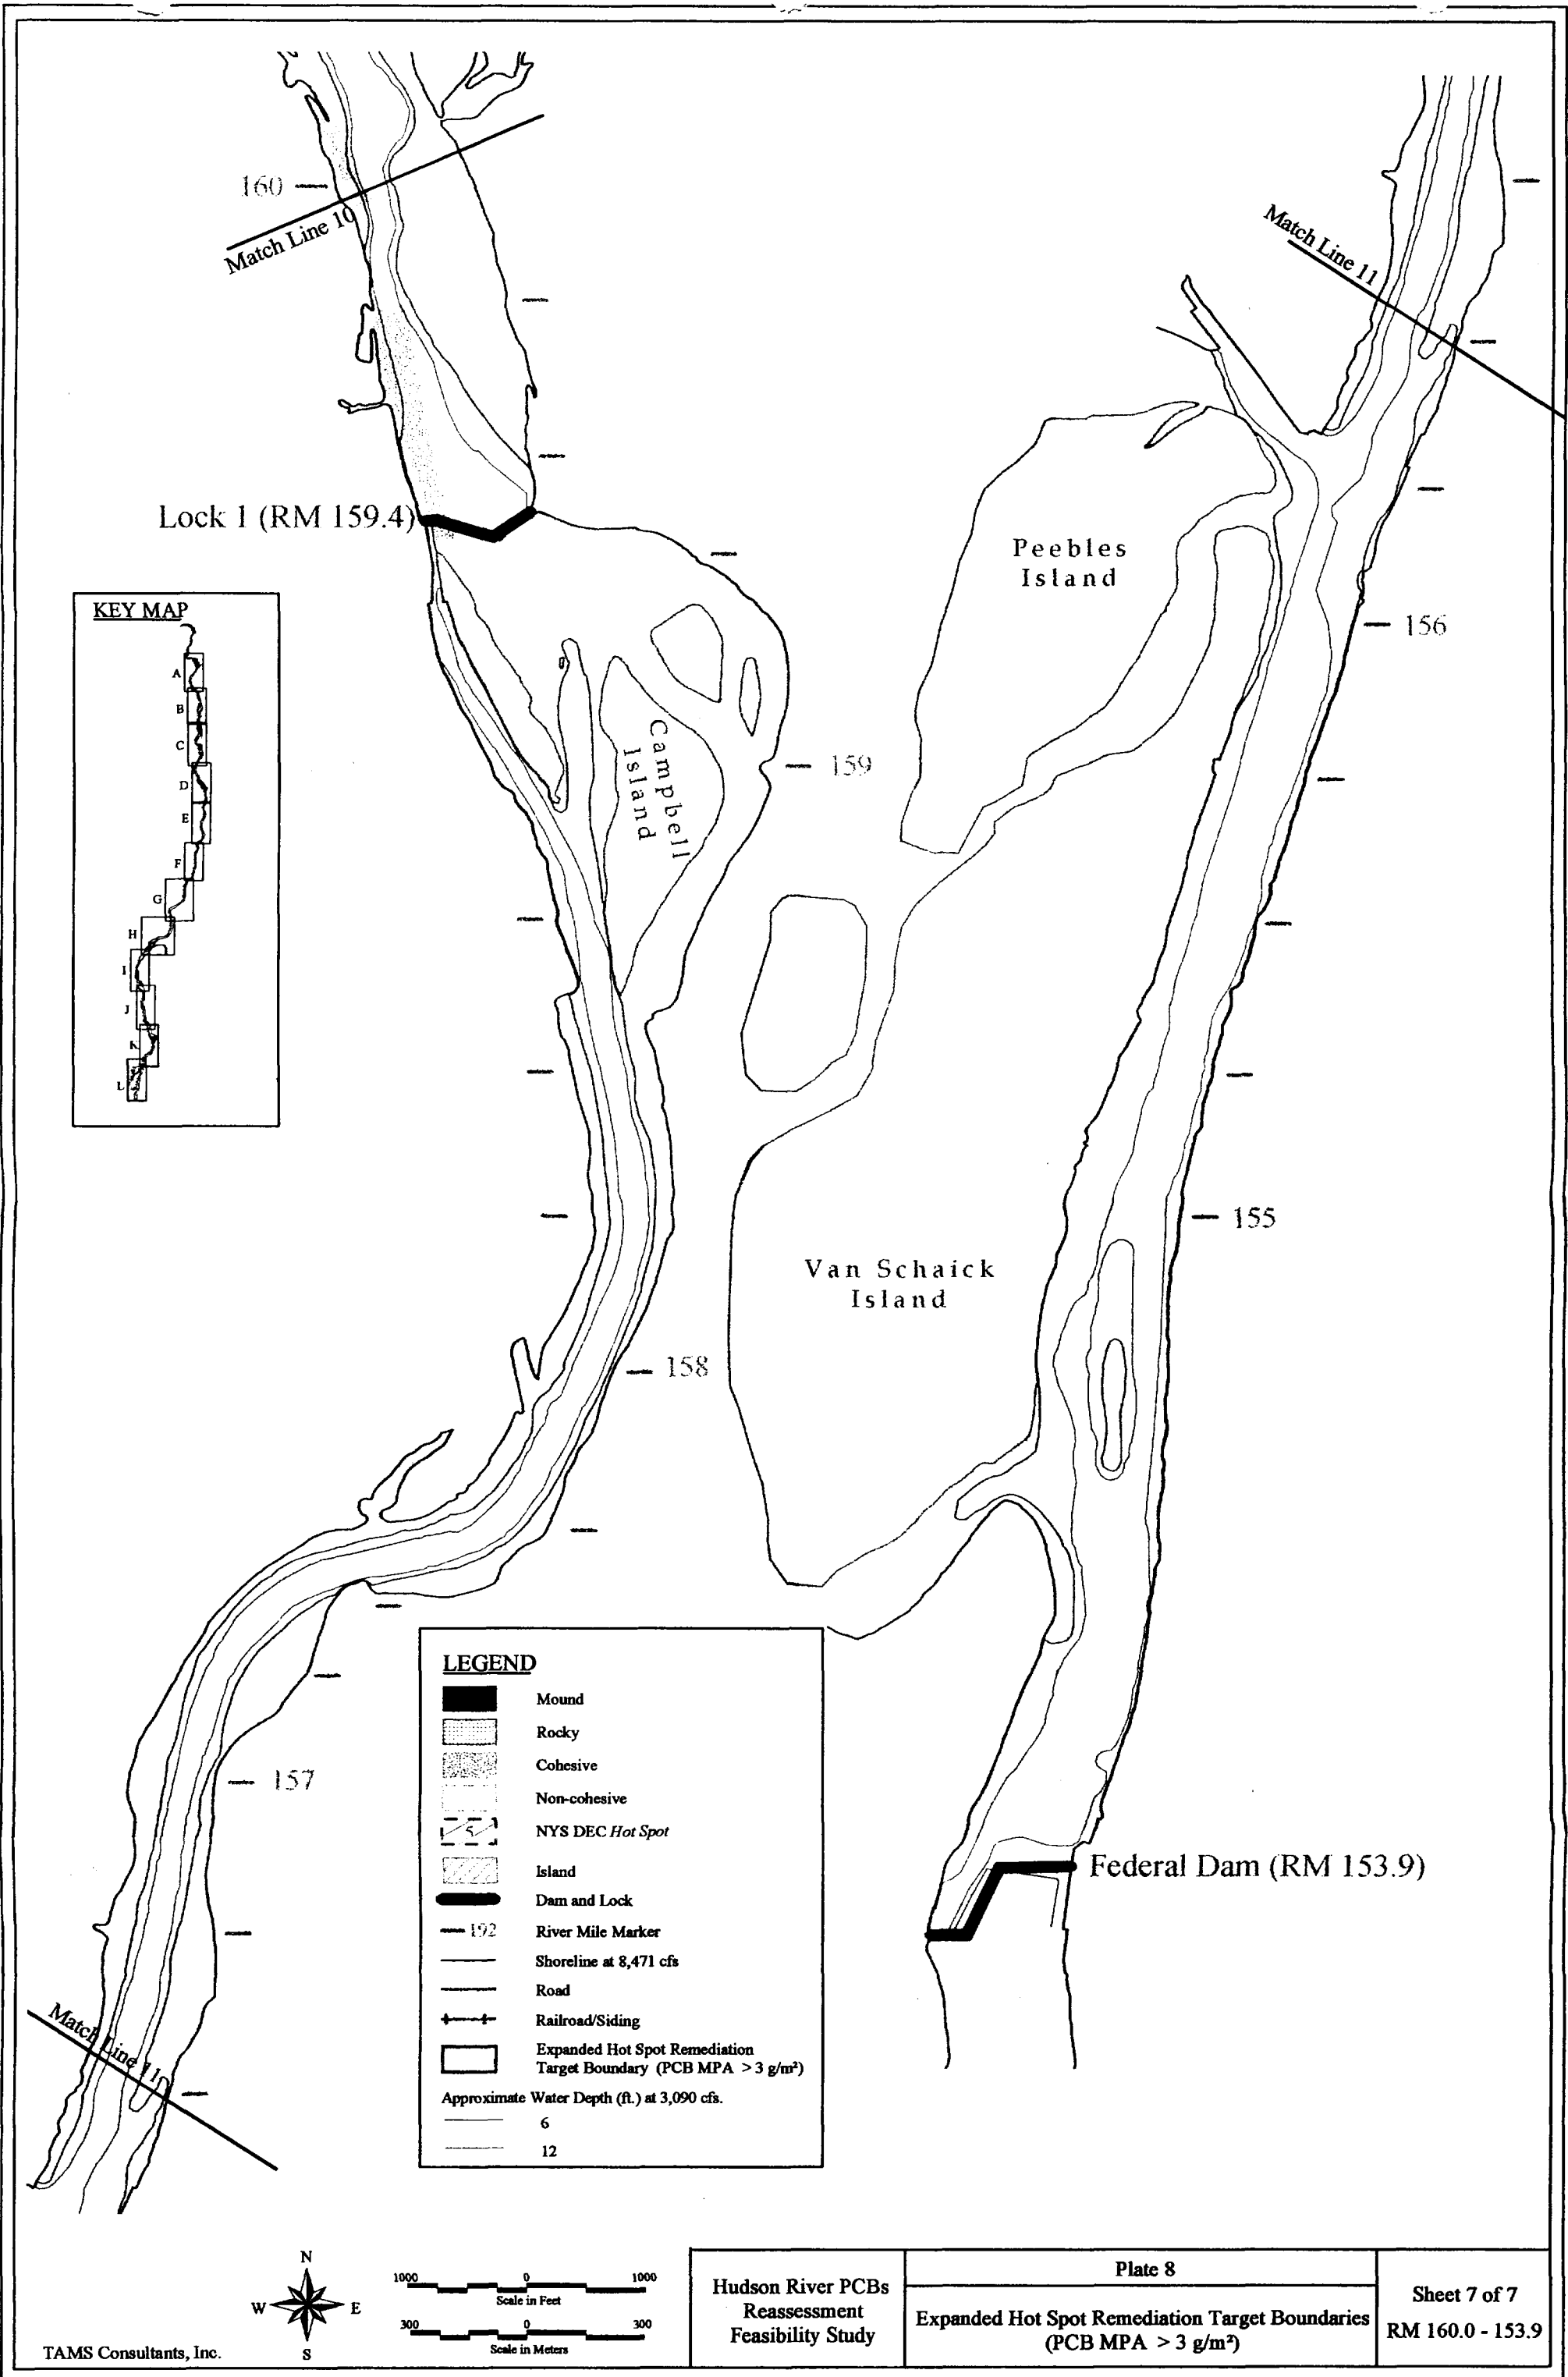 160
Match Line 10
Match Line 11
Lock 1 (RM 159.4)
Peebles
Island
156
KEY MAP
A
B
C
D
E
F
G
H
I
J
K
L
Campbell
Island
159
155
Van Schaick
Island
158
157
Federal Dam (RM 153.9)
Match Line 11
LEGEND
Mound
Rocky
Cohesive
Non-cohesive
5
NYS DEC Hot Spot
Island
Dam and Lock
192
River Mile Marker
Shoreline at 8,471 cfs
Road
Railroad/Siding
Expanded Hot Spot Remediation
Target Boundary (PCB MPA > 3 g/m²)
Approximate Water Depth (ft.) at 3,090 cfs.
6
12
N
W
E
S
1000 0 1000
Scale in Feet
300 0 300
Scale in Meters
TAMS Consultants, Inc.
Hudson River PCBs
Reassessment
Feasibility Study
Plate 8
Expanded Hot Spot Remediation Target Boundaries
(PCB MPA > 3 g/m²)
Sheet 7 of 7
RM 160.0 - 153.9